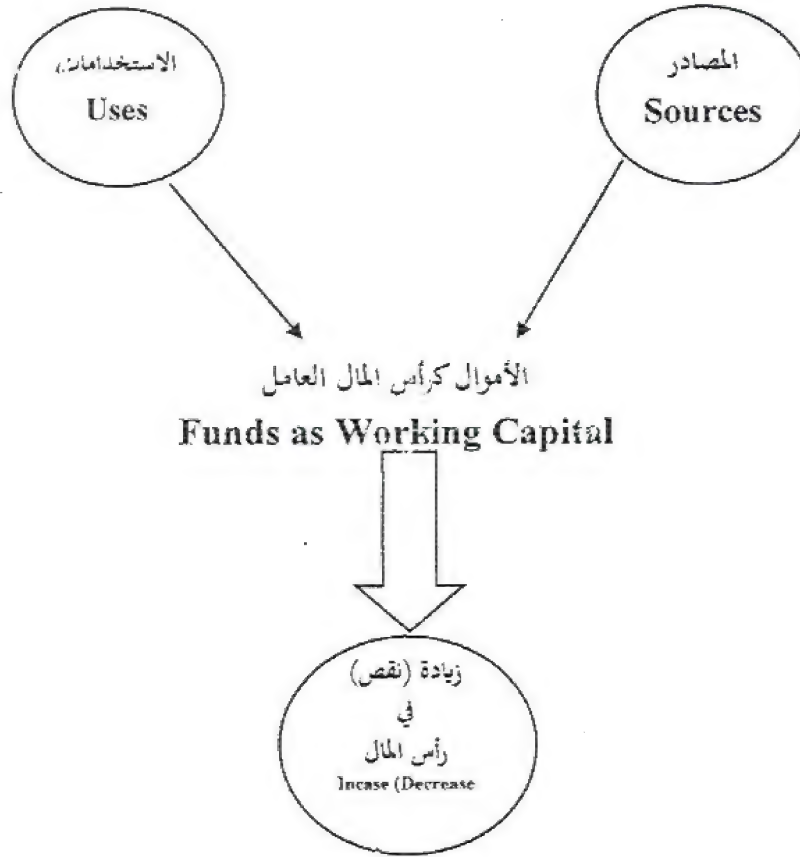 المصادر
Sources
الاستخدامات
Uses
الأموال كرأس المال العامل
Funds as Working Capital
زيادة (نقص)
في
رأس المال
Incase (Decrease